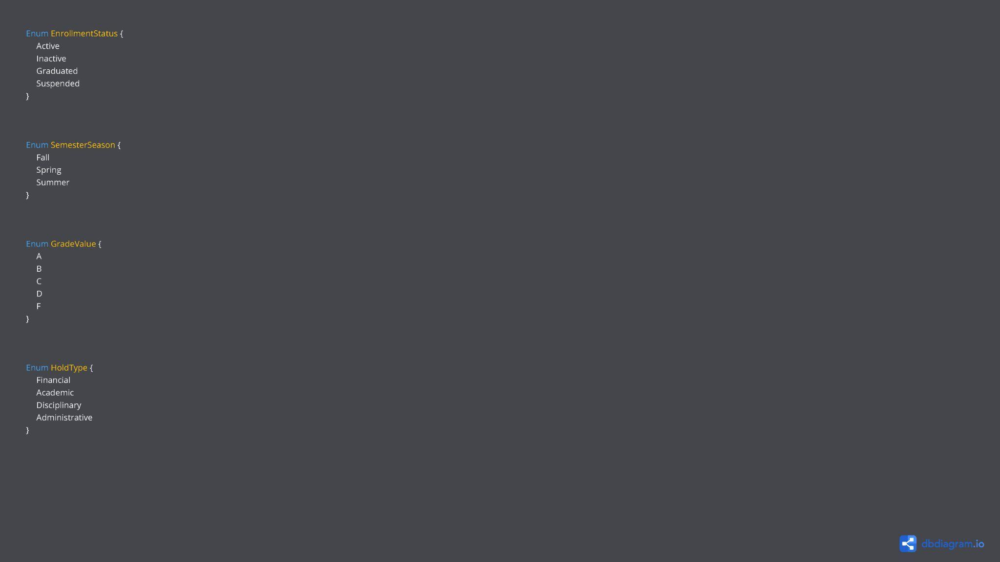 Enum EnrollmentStatus {
Active
Inactive
Graduated
Suspended
}
Enum SemesterSeason {
Fall
Spring
Summer
}
Enum GradeValue {
A
B
C
D
F
}
Enum HoldType {
Financial
Academic
Disciplinary
Administrative
}
dbdiagram.io